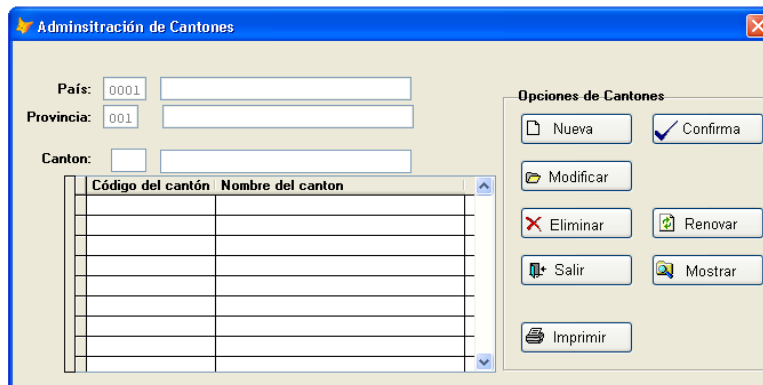 Adminsitración de Cantones
País: 0001
Provincia: 001
Canton:
Código del cantón Nombre del canton
Opciones de Cantones
Nueva Confirma
Modificar
Eliminar Renovar
Salir Mostrar
Imprimir